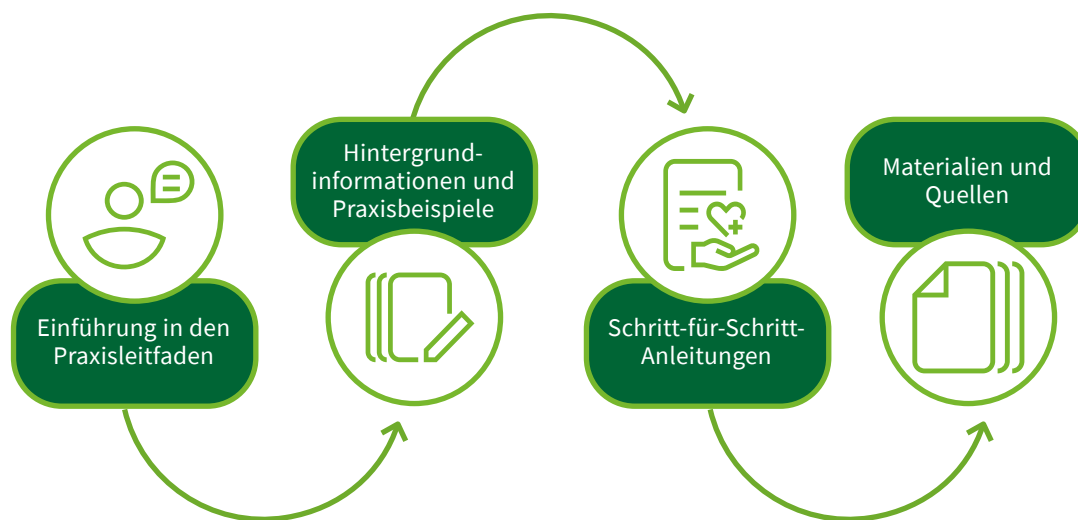 Einführung in den
Praxisleitfaden
Hintergrund-
informationen und
Praxisbeispiele
Schritt-für-Schritt-
Anleitungen
Materialien und
Quellen